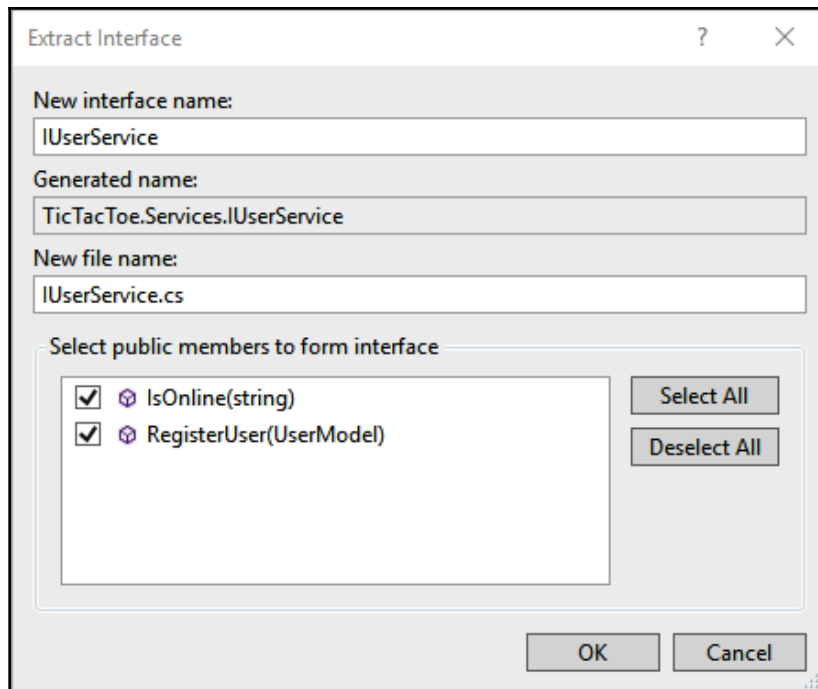 Extract Interface
New interface name:
IUserService
Generated name:
TicTacToe.Services.IUserService
New file name:
IUserService.cs
Select public members to form interface
IsOnline(string)
Select All
RegisterUser(UserModel)
Deselect All
OK
Cancel